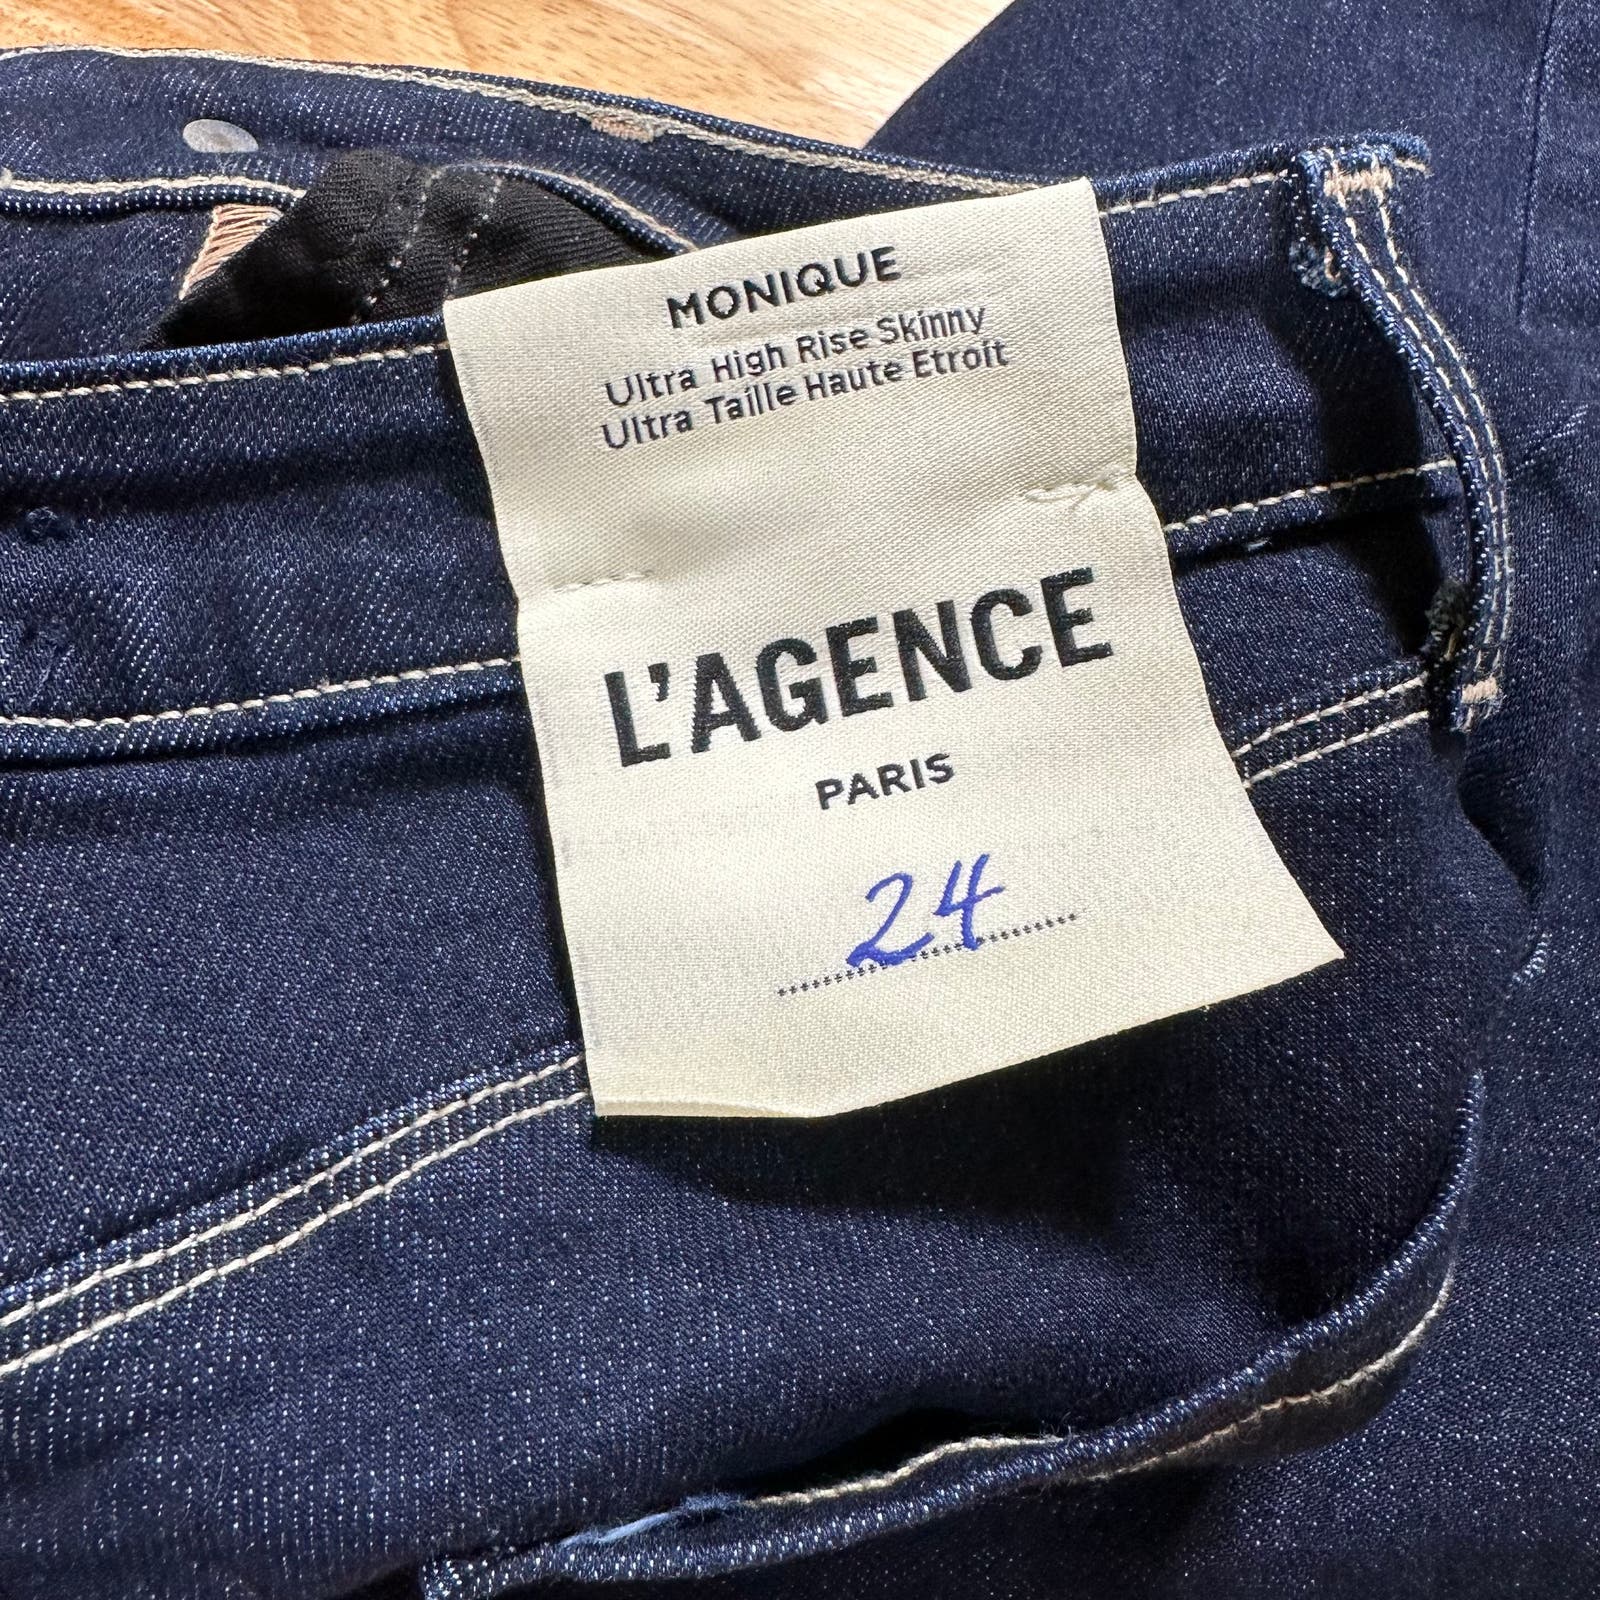 MONIQUE
Ultra High Rise Skinny
Ultra Taille Haute Etroit
L'AGENCE
PARIS
24